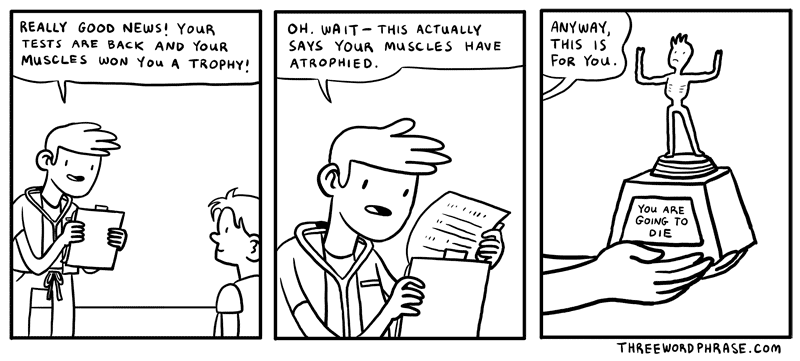 REALLY GOOD NEWS! YOUR
TESTS ARE BACK AND YOUR
MUSCLES WON YOU A TROPHY!
OH. WAIT – THIS ACTUALLY
SAYS YOUR MUSCLES HAVE
ATROPHIED.
ANYWAY,
THIS IS
FOR YOU.
YOU ARE
GOING TO
DIE
THREEWORDPHRASE.COM